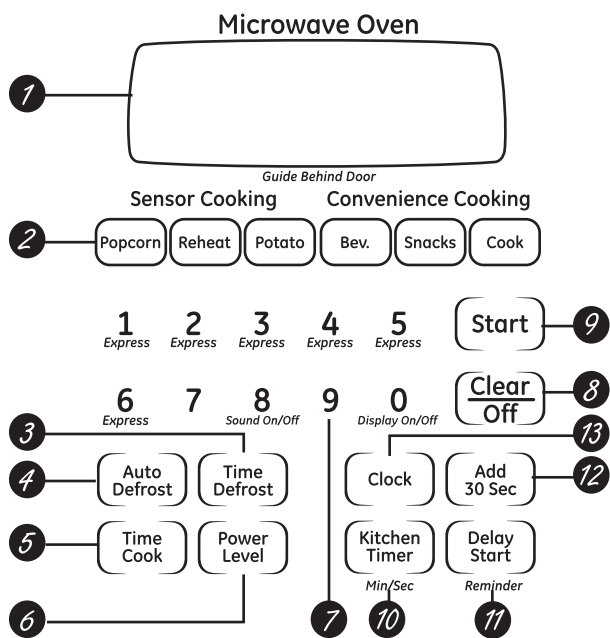 Microwave Oven
1
Guide Behind Door
Sensor Cooking Convenience Cooking
2 Popcorn Reheat Potato Bev. Snacks Cook
1 2 3 4 5 Start 9
Express Express Express Express Express
6 7 8 9 0 Clear Off 8
Express Sound On/Off Display On/Off
3 13
4 Auto Defrost Time Defrost Clock Add 30 Sec 12
5 Time Cook Power Level Kitchen Timer Delay Start
Min/Sec Reminder
6 7 10 11